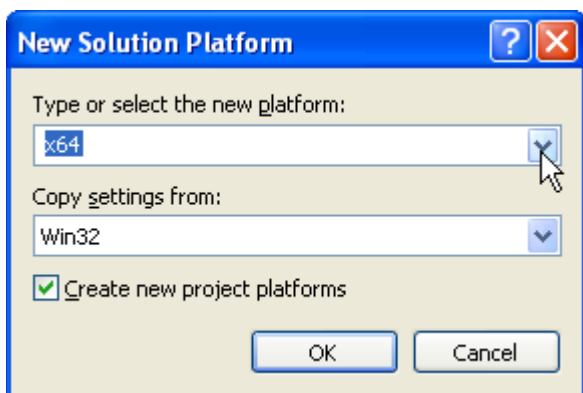 New Solution Platform
Type or select the new platform:
x64
Copy settings from:
Win32
Create new project platforms
OK Cancel